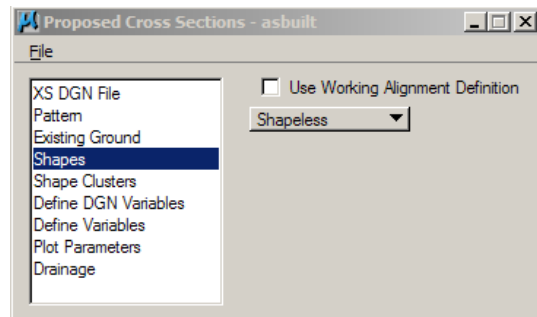 Proposed Cross Sections - asbuilt
File
XS DGN File
Pattern
Existing Ground
Shapes
Shape Clusters
Define DGN Variables
Define Variables
Plot Parameters
Drainage
Use Working Alignment Definition
Shapeless